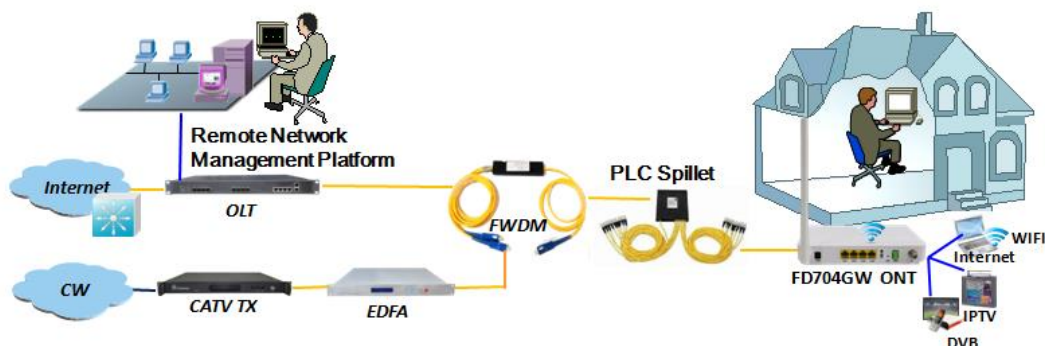 Remote Network
Management Platform
Internet
OLT
FWDM
PLC Spillet
CW
CATV TX
EDFA
FD704GW ONT
WIFI
Internet
IPTV
DVB